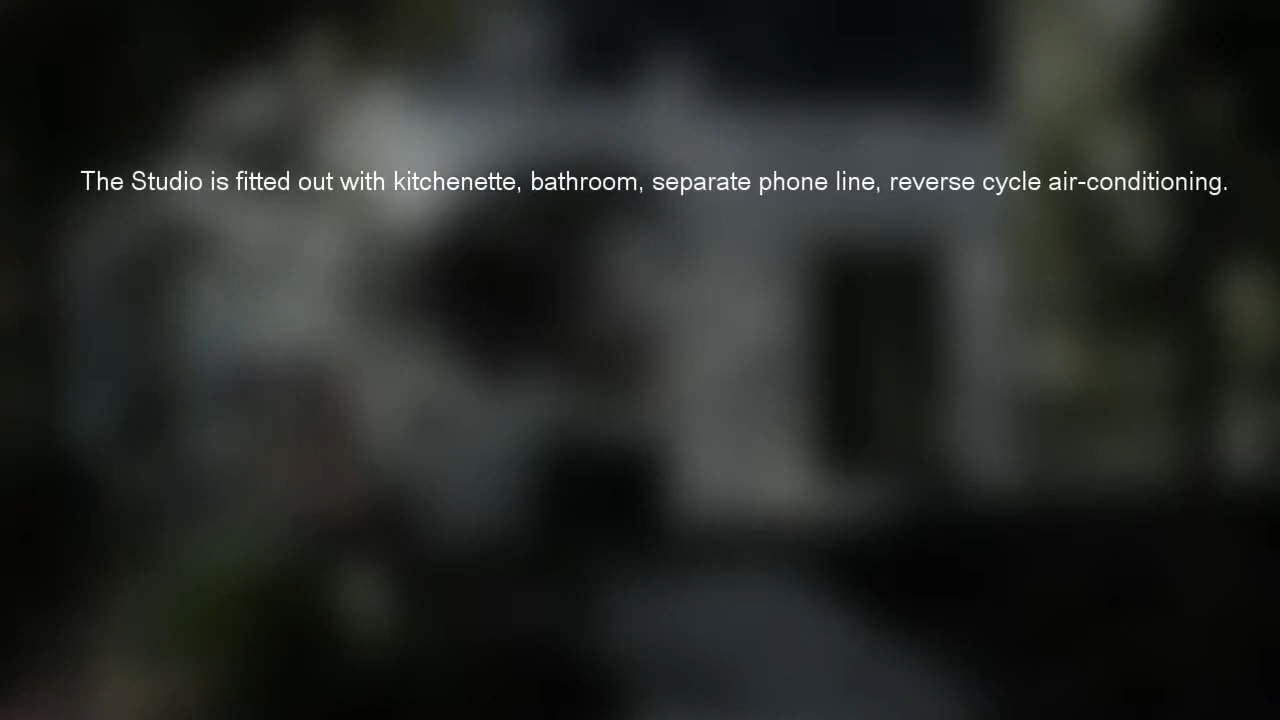 The Studio is fitted out with kitchenette, bathroom, separate phone line, reverse cycle air-conditioning.